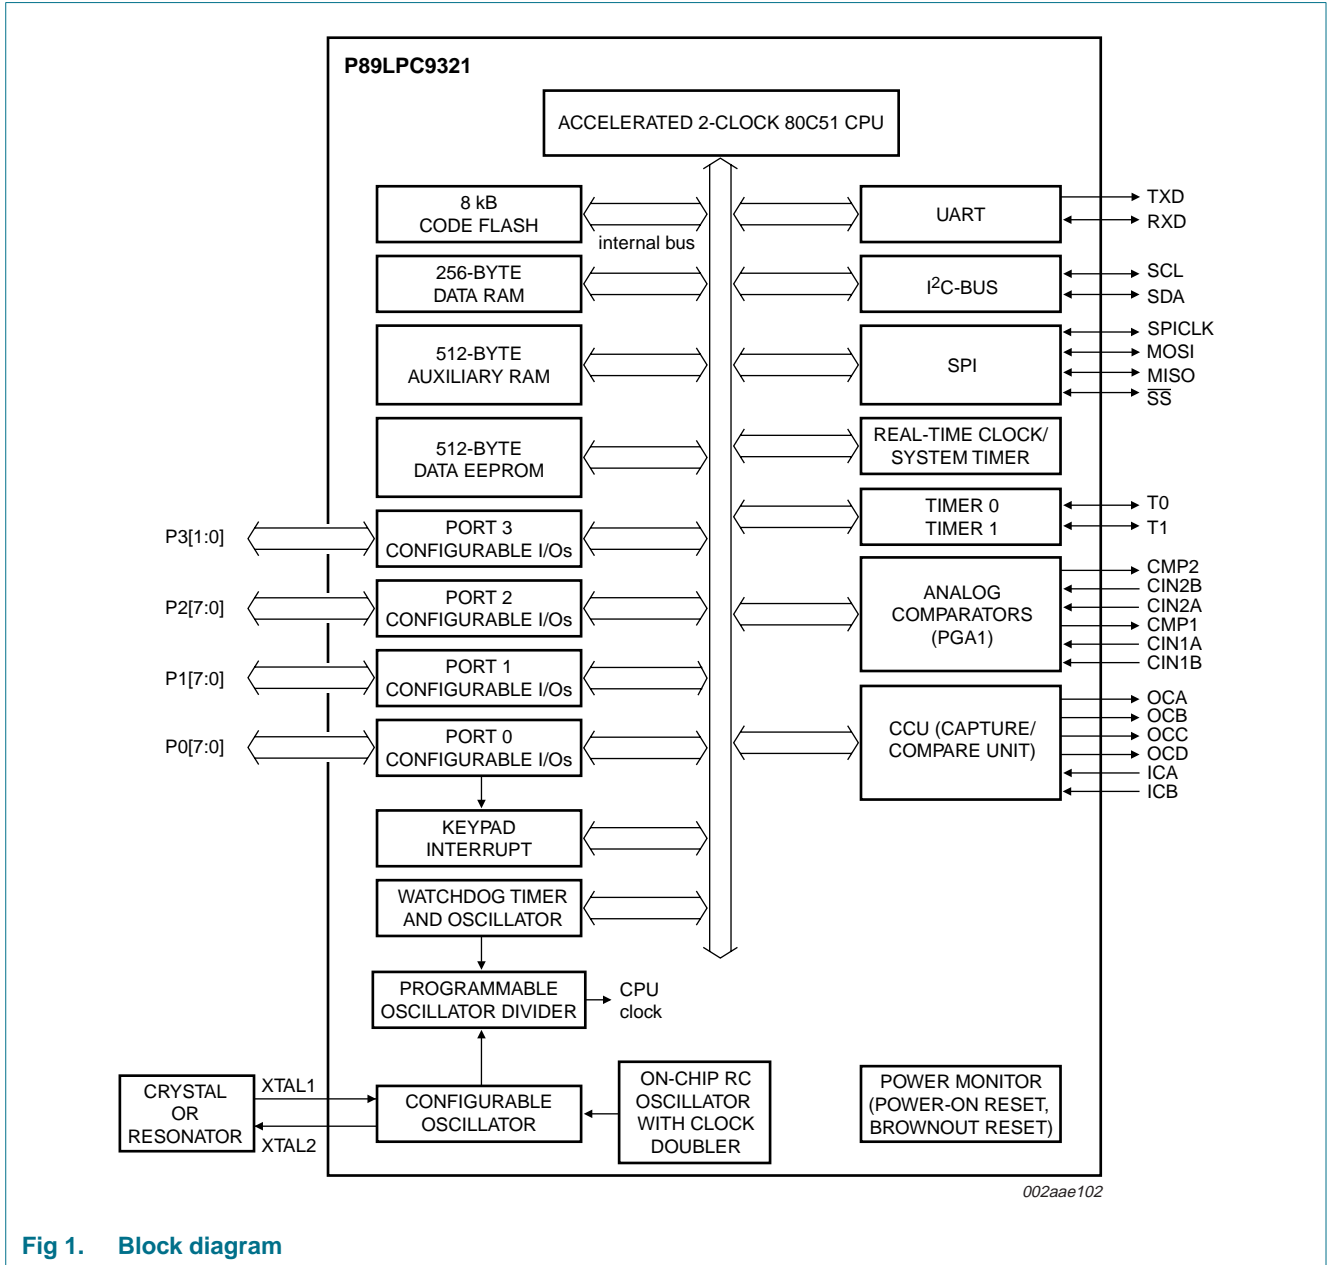 P89LPC9321
ACCELERATED 2-CLOCK 80C51 CPU
8 kB
CODE FLASH
internal bus
256-BYTE
DATA RAM
512-BYTE
AUXILIARY RAM
512-BYTE
DATA EEPROM
P3[1:0]
PORT 3
CONFIGURABLE I/Os
P2[7:0]
PORT 2
CONFIGURABLE I/Os
P1[7:0]
PORT 1
CONFIGURABLE I/Os
P0[7:0]
PORT 0
CONFIGURABLE I/Os
KEYPAD
INTERRUPT
WATCHDOG TIMER
AND OSCILLATOR
PROGRAMMABLE
OSCILLATOR DIVIDER
CPU
clock
CRYSTAL
OR
RESONATOR
XTAL1
XTAL2
CONFIGURABLE
OSCILLATOR
ON-CHIP RC
OSCILLATOR
WITH CLOCK
DOUBLER
UART
TXD
RXD
I2C-BUS
SCL
SDA
SPI
SPICLK
MOSI
MISO
SS
REAL-TIME CLOCK/
SYSTEM TIMER
TIMER 0
TIMER 1
T0
T1
ANALOG
COMPARATORS
(PGA1)
CMP2
CIN2B
CIN2A
CMP1
CIN1A
CIN1B
CCU (CAPTURE/
COMPARE UNIT)
OCA
OCB
OCC
OCD
ICA
ICB
POWER MONITOR
(POWER-ON RESET,
BROWNOUT RESET)
002aae102
Fig 1. Block diagram